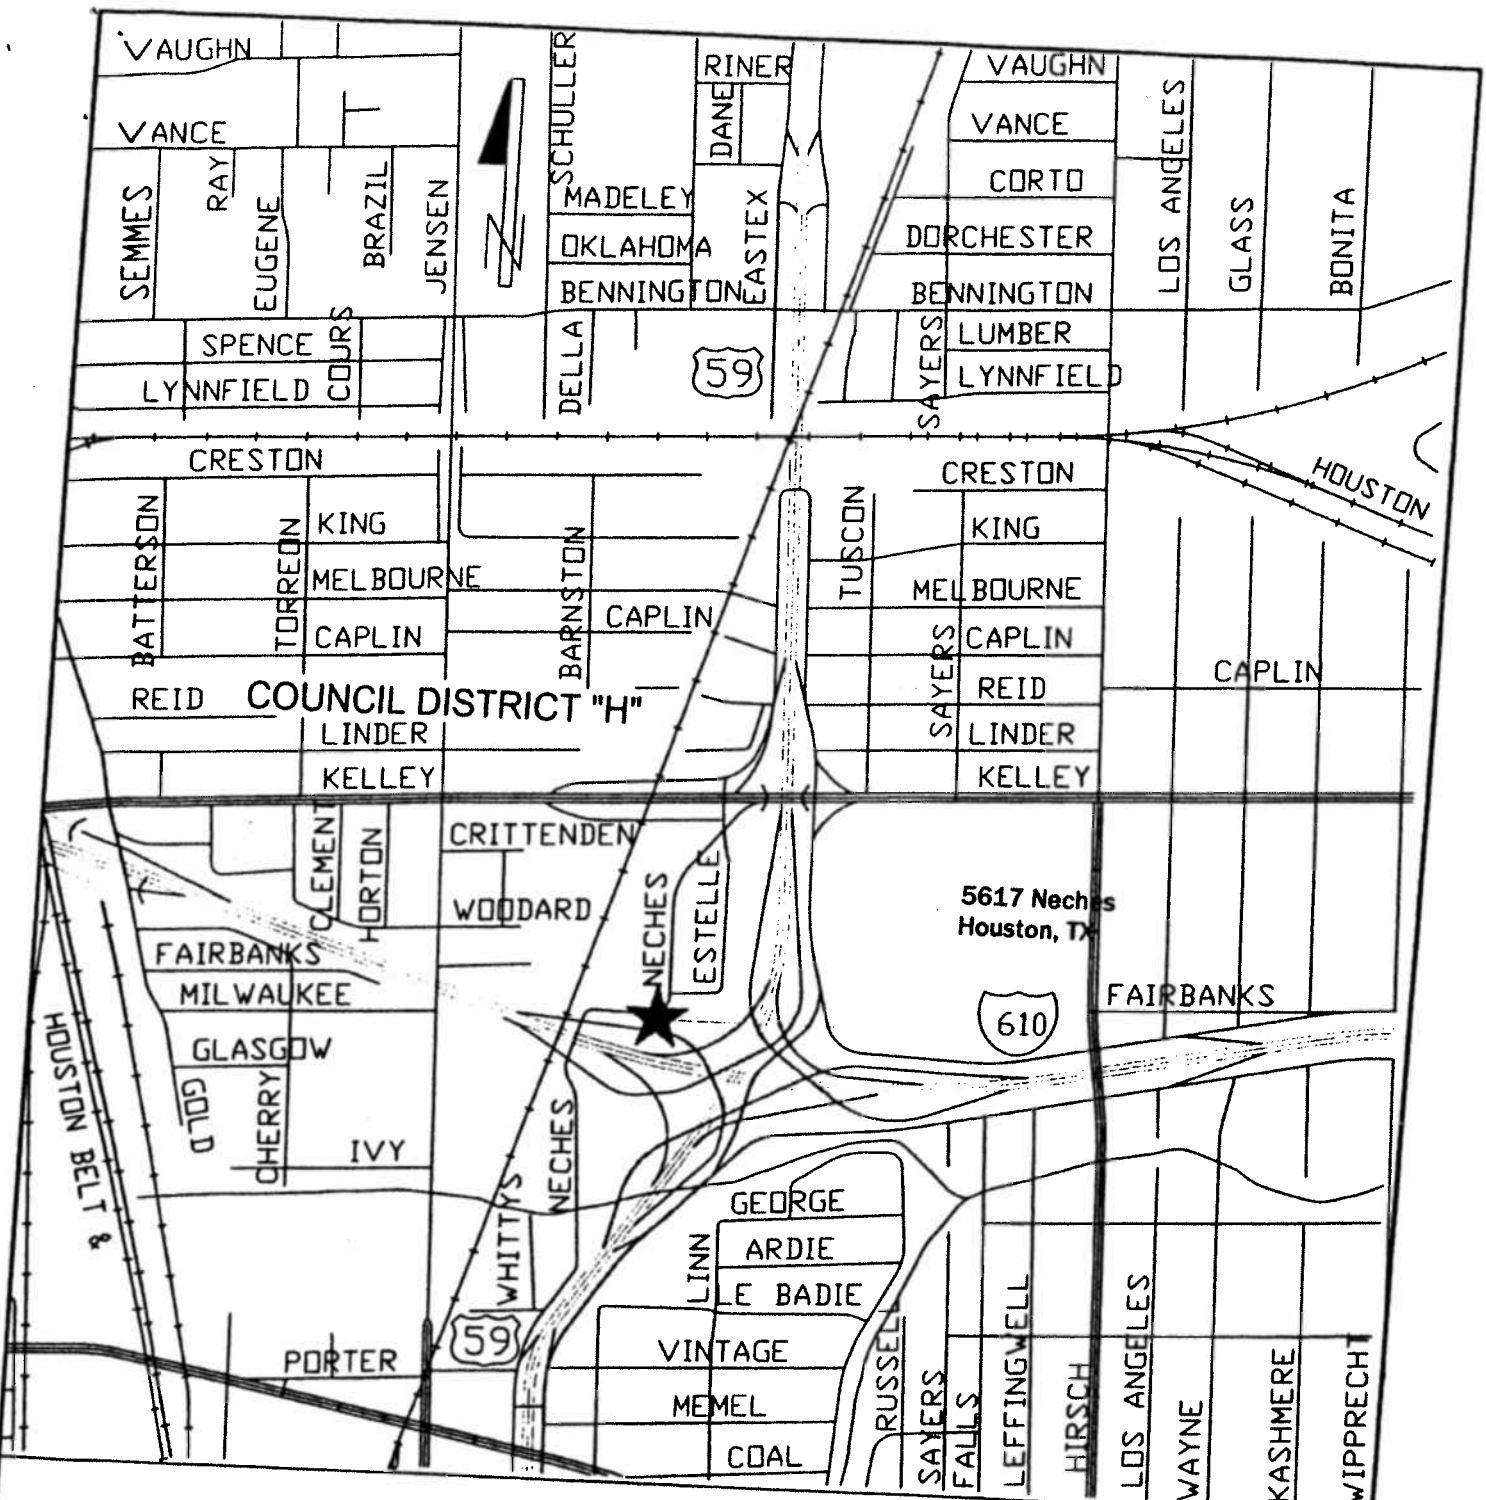 VAUGHN
SCHULLER
RINER
VAUGHN
DANE
VANCE
VANCE
LOS ANGELES
RAY
CORTO
SEMMES
EUGENE
BRAZIL
JENSEN
N
MADELEY
EASTEX
GLASS
BONITA
OKLAHOMA
DORCHESTER
BENNINGTON
BENNINGTON
SPENCE
COURS
DELLA
59
SAYERS
LUMBER
LYNNFIELD
LYNNFIELD
CRESTON
CRESTON
HOUSTON
BATTERSON
TORREON
KING
BARNSTON
TUSCON
KING
MELBOURNE
MELBOURNE
CAPLIN
CAPLIN
SAYERS
CAPLIN
CAPLIN
REID
COUNCIL DISTRICT "H"
REID
LINDER
LINDER
KELLEY
KELLEY
CLEMENT
HORTON
CRITTENDEN
NECHES
ESTELLE
WOODARD
5617 Neches
Houston, TX
FAIRBANKS
MILWAUKEE
610
FAIRBANKS
HOUSTON BELT &
GLASGOW
GOLD
CHERRY
IVY
NECHES
WHITTYS
GEORGE
LINN
ARDIE
LE BADIE
59
RUSSELL
PORTER
VINTAGE
MEMEL
COAL
SAYERS
FALLS
LEFFINGWELL
HIRSCH
LOS ANGELES
WAYNE
KASHMERE
WIPPRECHT